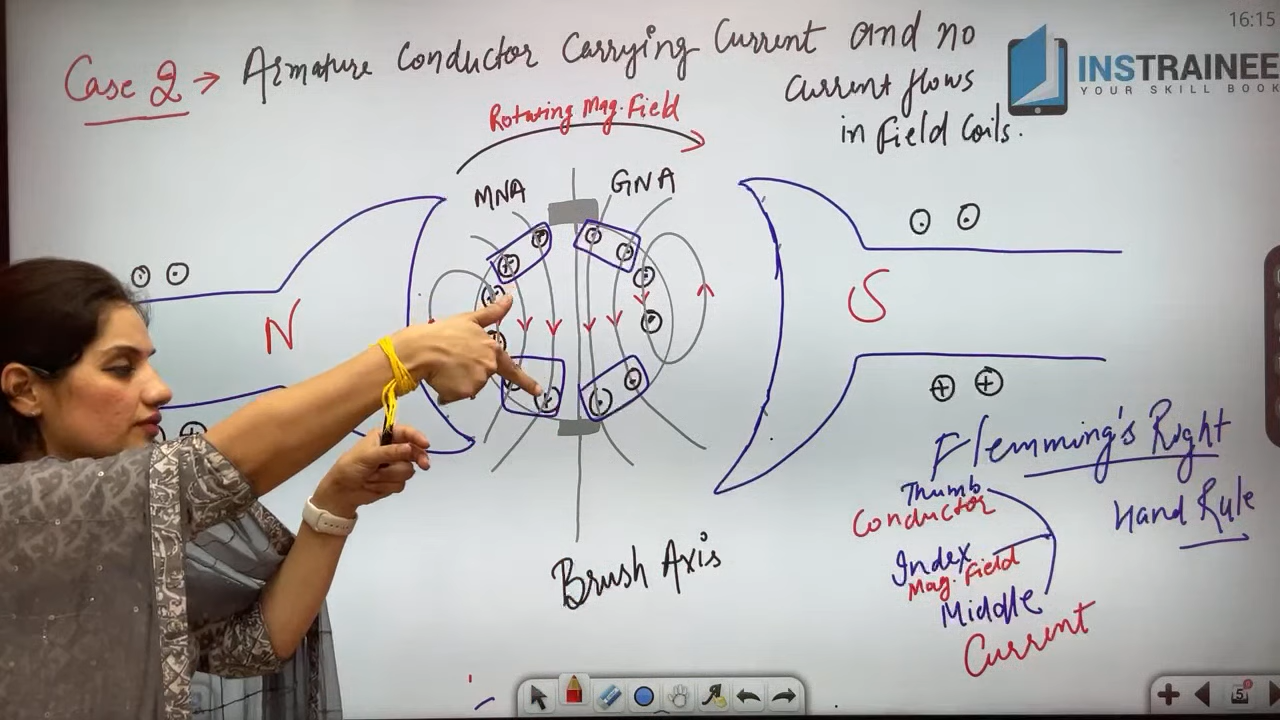 16:15
Case 2 → Armature Conductor Carrying Current and no
Current flows
in Field Coils.
INSTRAINEE
YOUR SKILL BOOK
Rotating Mag. Field
MNA
GNA
N
S
Flemming's Right
Hand Rule
Thumb
Conductor
Index
Mag. Field
Middle
Current
Brush Axis
5